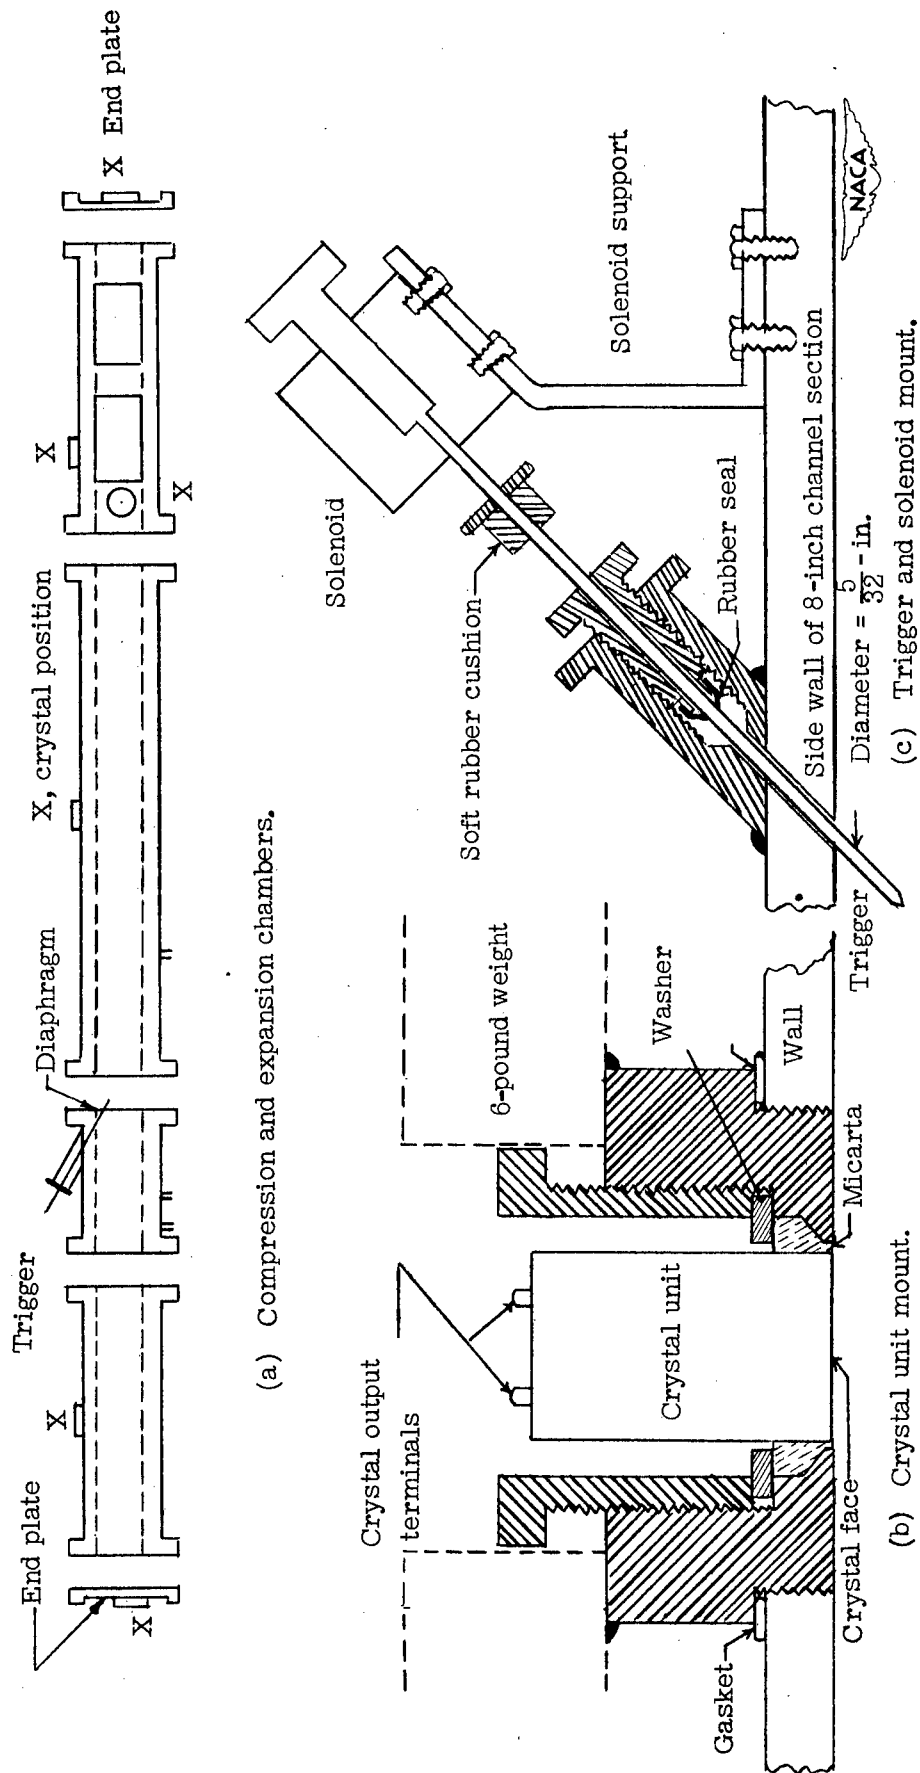 End plate
X
X
Trigger
Diaphragm
X, crystal position
X
X
X End plate
(a) Compression and expansion chambers.
Crystal output
terminals
6-pound weight
Washer
Crystal unit
Wall
Gasket
Crystal face
Micarta
(b) Crystal unit mount.
Solenoid
Soft rubber cushion
Solenoid support
Rubber seal
Side wall of 8-inch channel section
Trigger
Diameter = 5/32 -in.
NACA
(c) Trigger and solenoid mount.